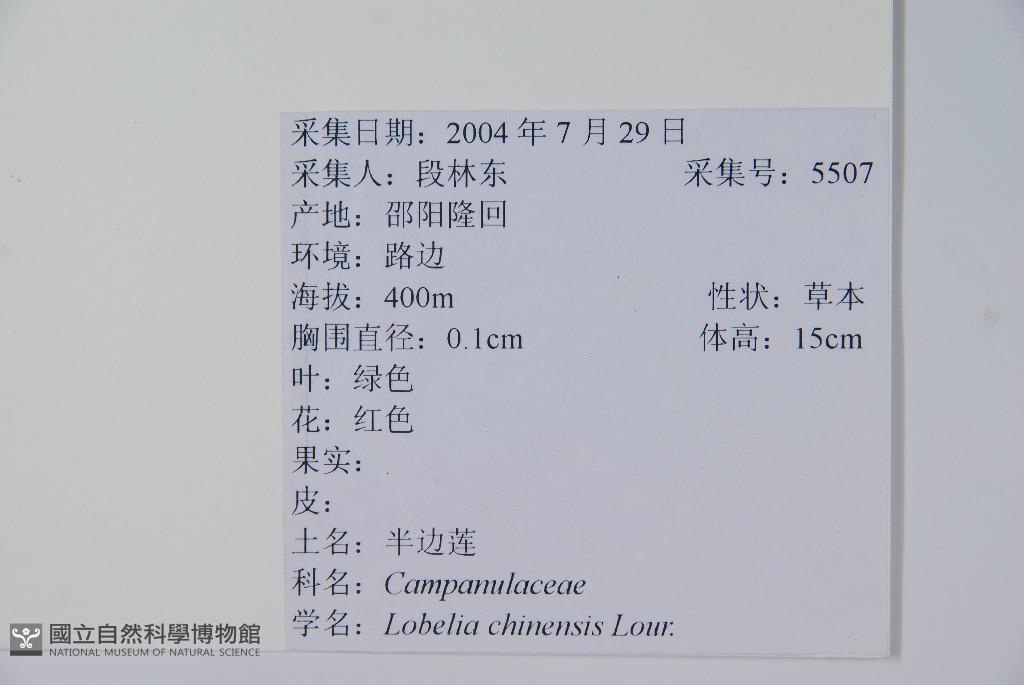 采集日期：2004 年 7 月 29 日
采集人：段林东 采集号：5507
产地：邵阳隆回
环境：路边
海拔：400m 性状：草本
胸围直径：0.1cm 体高：15cm
叶：绿色
花：红色
果实：
皮：
土名：半边莲
科名：Campanulaceae
学名：Lobelia chinensis Lour.
國立自然科學博物館
NATIONAL MUSEUM OF NATURAL SCIENCE